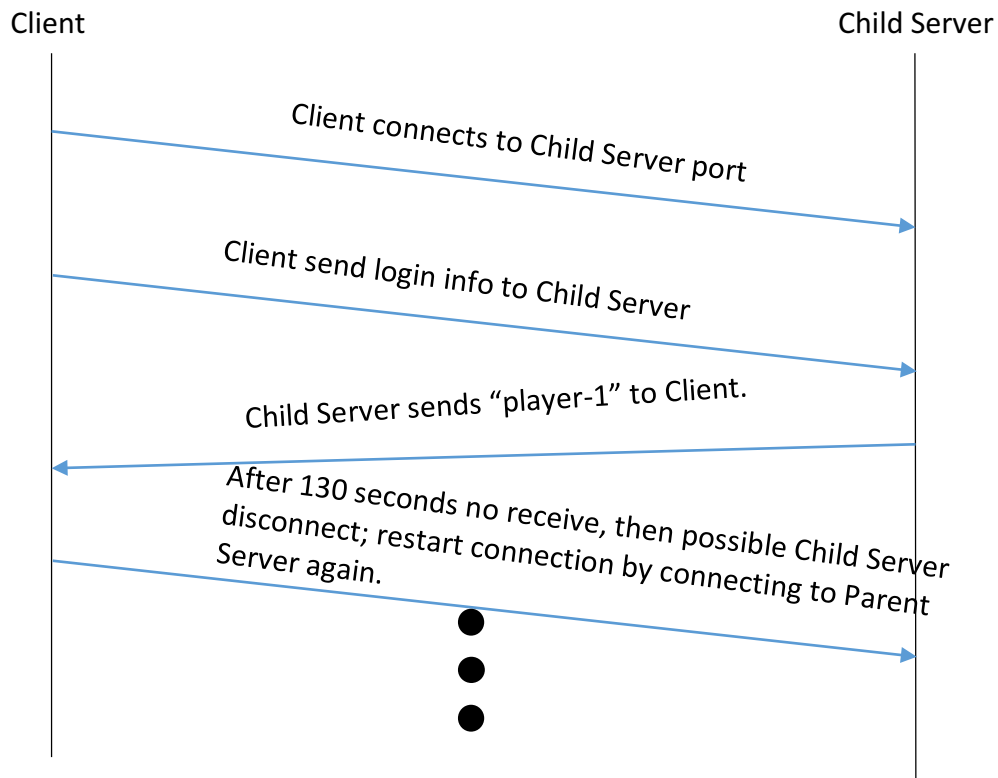 Client
Child Server
Client connects to Child Server port
Client send login info to Child Server
Child Server sends “player-1” to Client.
After 130 seconds no receive, then possible Child Server
disconnect; restart connection by connecting to Parent
Server again.